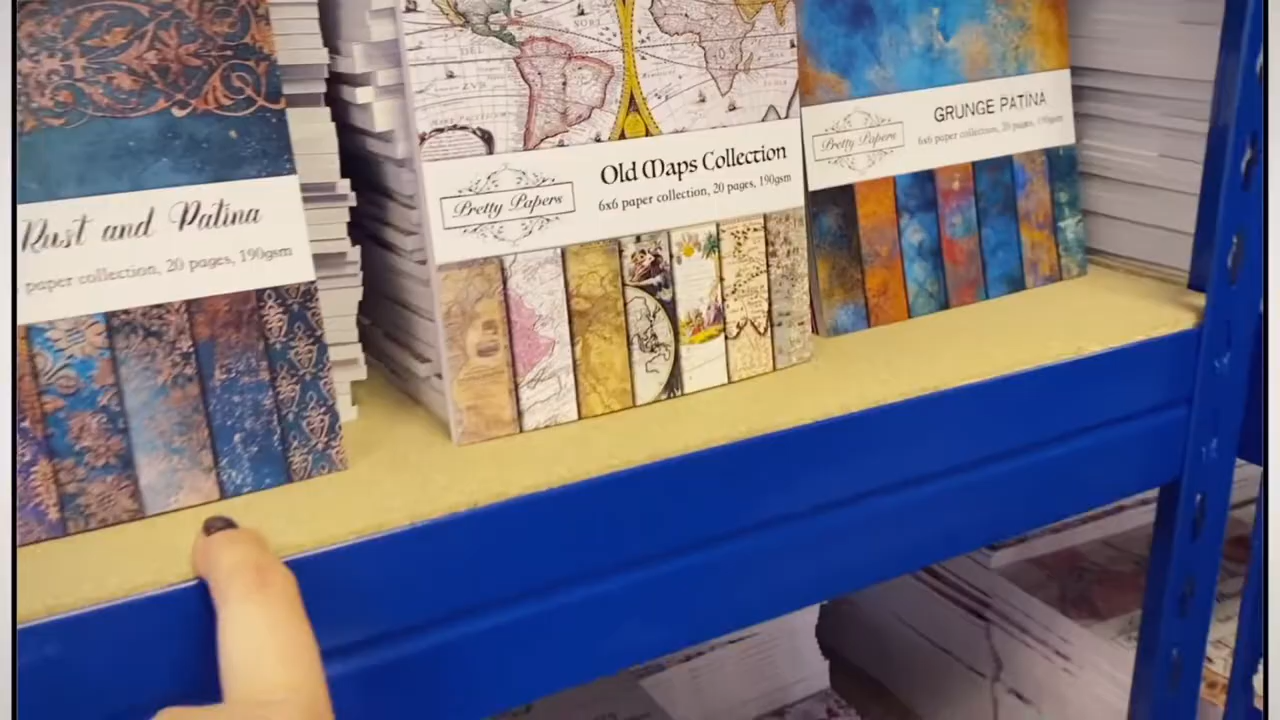 Rust and Patina
paper collection, 20 pages, 190gsm
Old Maps Collection
Pretty Papers
6x6 paper collection, 20 pages, 190gsm
GRUNGE PATINA
Pretty Papers
6x6 paper collection, 20 pages, 190gsm